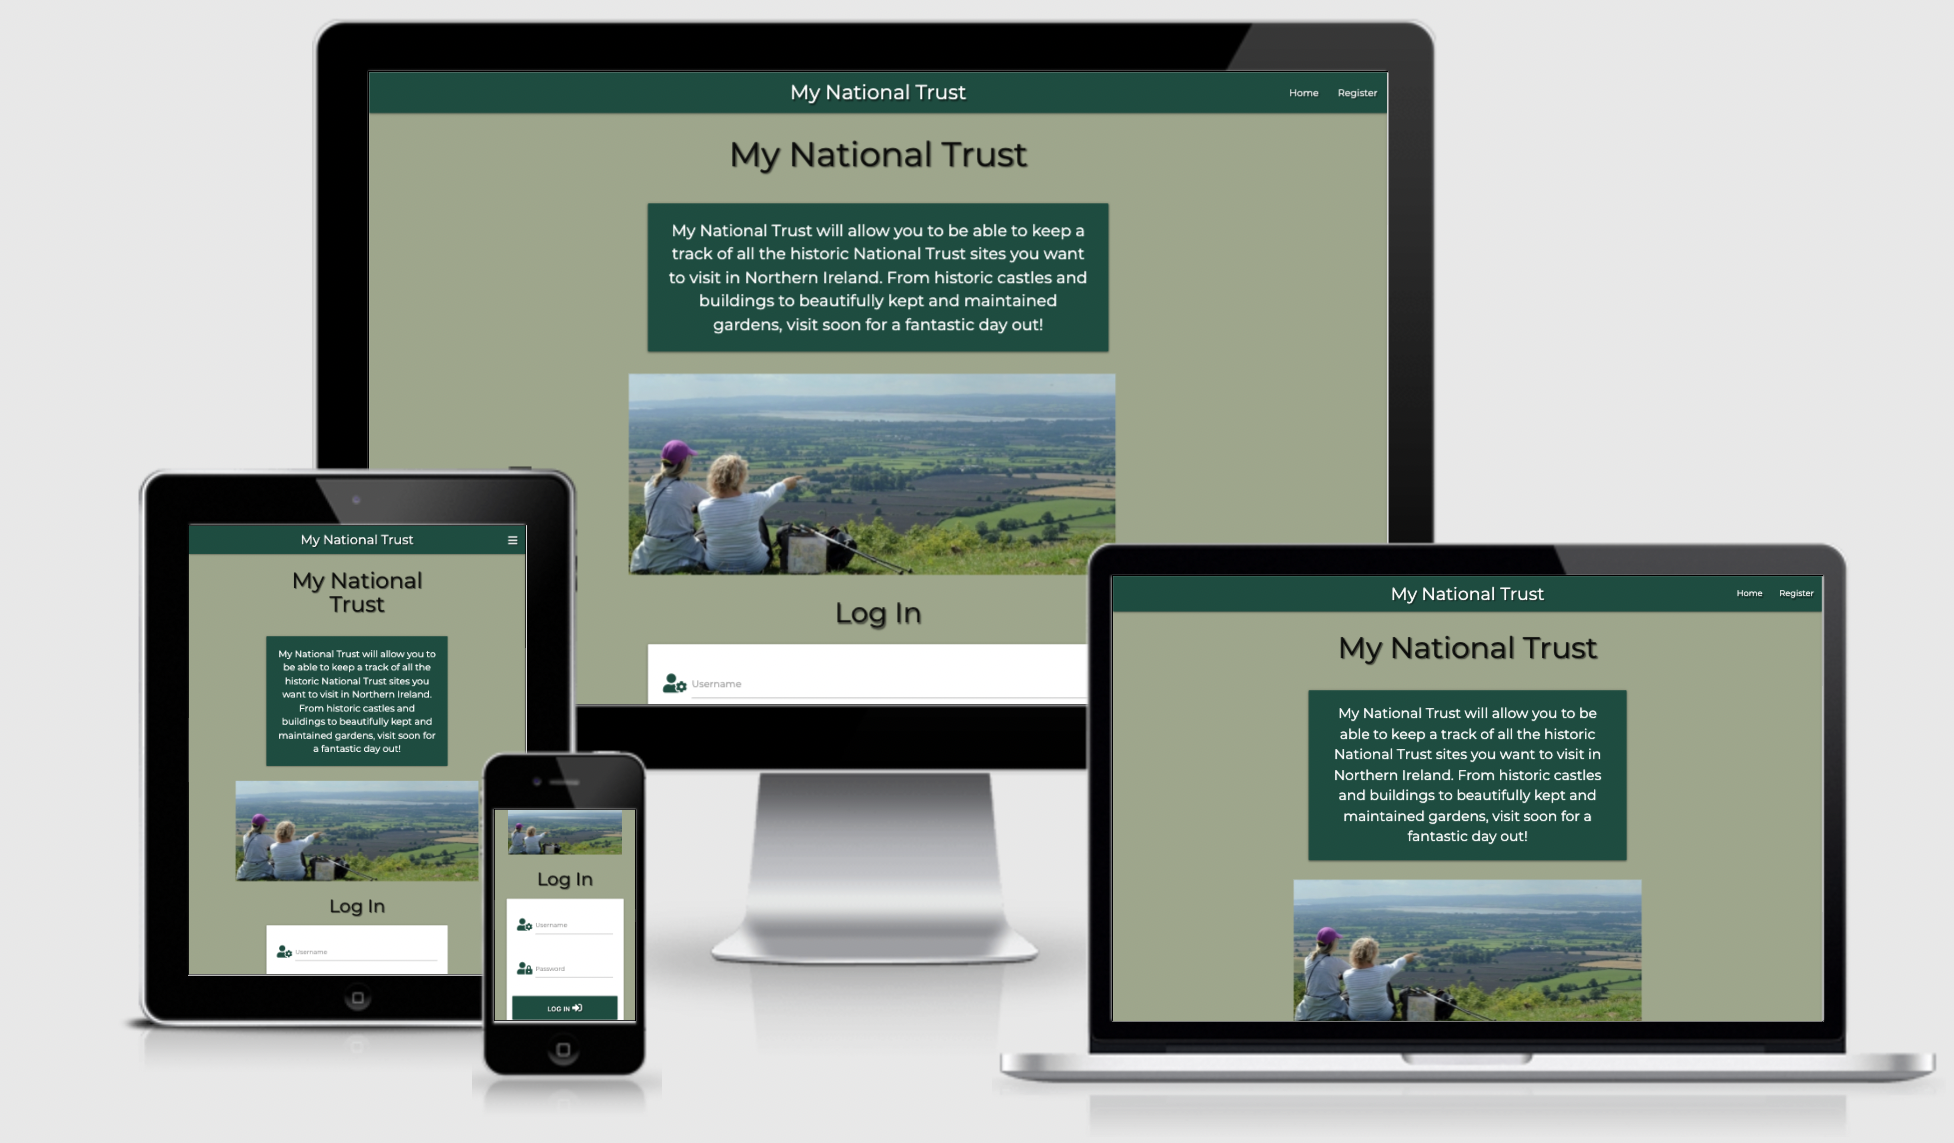 My National Trust
Home Register
My National Trust
My National Trust will allow you to be able to keep a
track of all the historic National Trust sites you want
to visit in Northern Ireland. From historic castles and
buildings to beautifully kept and maintained
gardens, visit soon for a fantastic day out!
Log In
Username
My National Trust
My National
Trust
My National Trust will allow you to
be able to keep a track of all the
historic National Trust sites you
want to visit in Northern Ireland.
From historic castles and
buildings to beautifully kept and
maintained gardens, visit soon for
a fantastic day out!
Log In
Username
Log In
Username
Password
LOG IN
My National Trust
Home Register
My National Trust
My National Trust will allow you to be
able to keep a track of all the historic
National Trust sites you want to visit in
Northern Ireland. From historic castles
and buildings to beautifully kept and
maintained gardens, visit soon for a
fantastic day out!